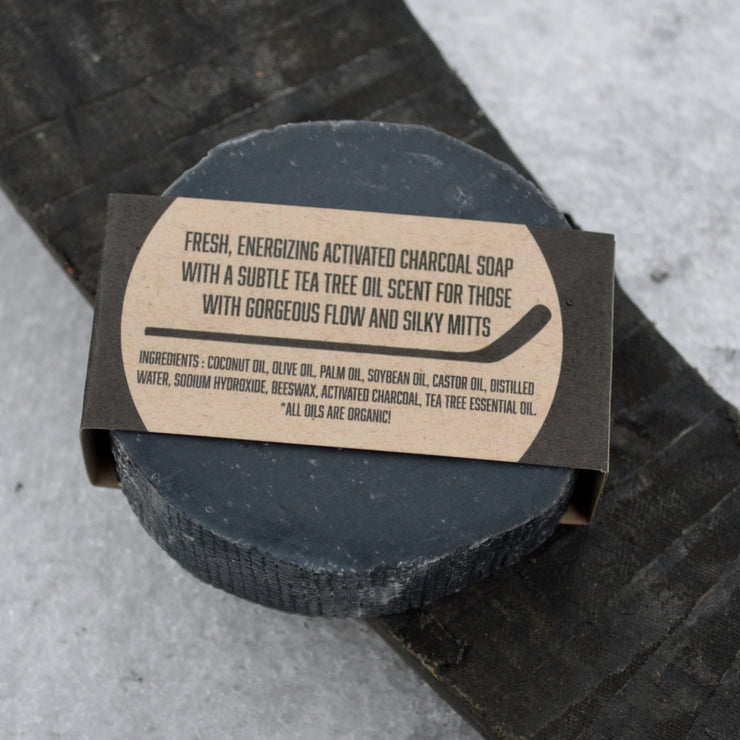 FRESH, ENERGIZING ACTIVATED CHARCOAL SOAP
WITH A SUBTLE TEA TREE OIL SCENT FOR THOSE
WITH GORGEOUS FLOW AND SILKY MITTS
INGREDIENTS : COCONUT OIL, OLIVE OIL, PALM OIL, SOYBEAN OIL, CASTOR OIL, DISTILLED
WATER, SODIUM HYDROXIDE, BEESWAX, ACTIVATED CHARCOAL, TEA TREE ESSENTIAL OIL.
*ALL OILS ARE ORGANIC!